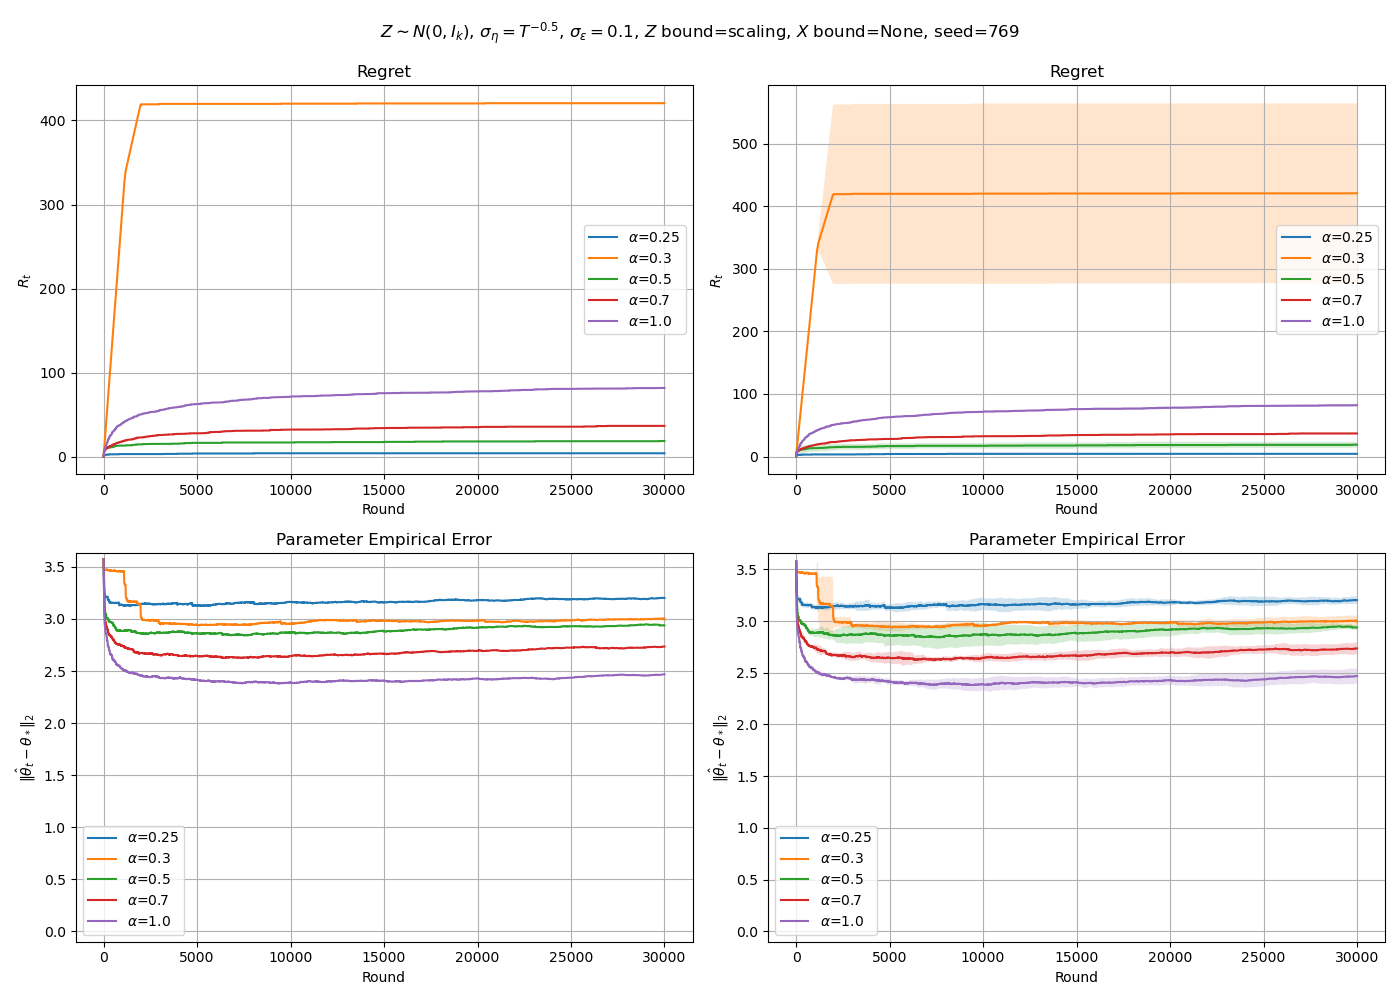 Z ∼ N(0, I_k), σ_η = T^{−0.5}, σ_ε = 0.1, Z bound=scaling, X bound=None, seed=769
Regret
R_t
400
300
200
100
0
α=0.25
α=0.3
α=0.5
α=0.7
α=1.0
0 5000 10000 15000 20000 25000 30000
Round
Regret
R_t
500
400
300
200
100
0
α=0.25
α=0.3
α=0.5
α=0.7
α=1.0
0 5000 10000 15000 20000 25000 30000
Round
Parameter Empirical Error
‖θ̂_t − θ_*‖_2
3.5
3.0
2.5
2.0
1.5
1.0
0.5
0.0
α=0.25
α=0.3
α=0.5
α=0.7
α=1.0
0 5000 10000 15000 20000 25000 30000
Round
Parameter Empirical Error
‖θ̂_t − θ_*‖_2
3.5
3.0
2.5
2.0
1.5
1.0
0.5
0.0
α=0.25
α=0.3
α=0.5
α=0.7
α=1.0
0 5000 10000 15000 20000 25000 30000
Round